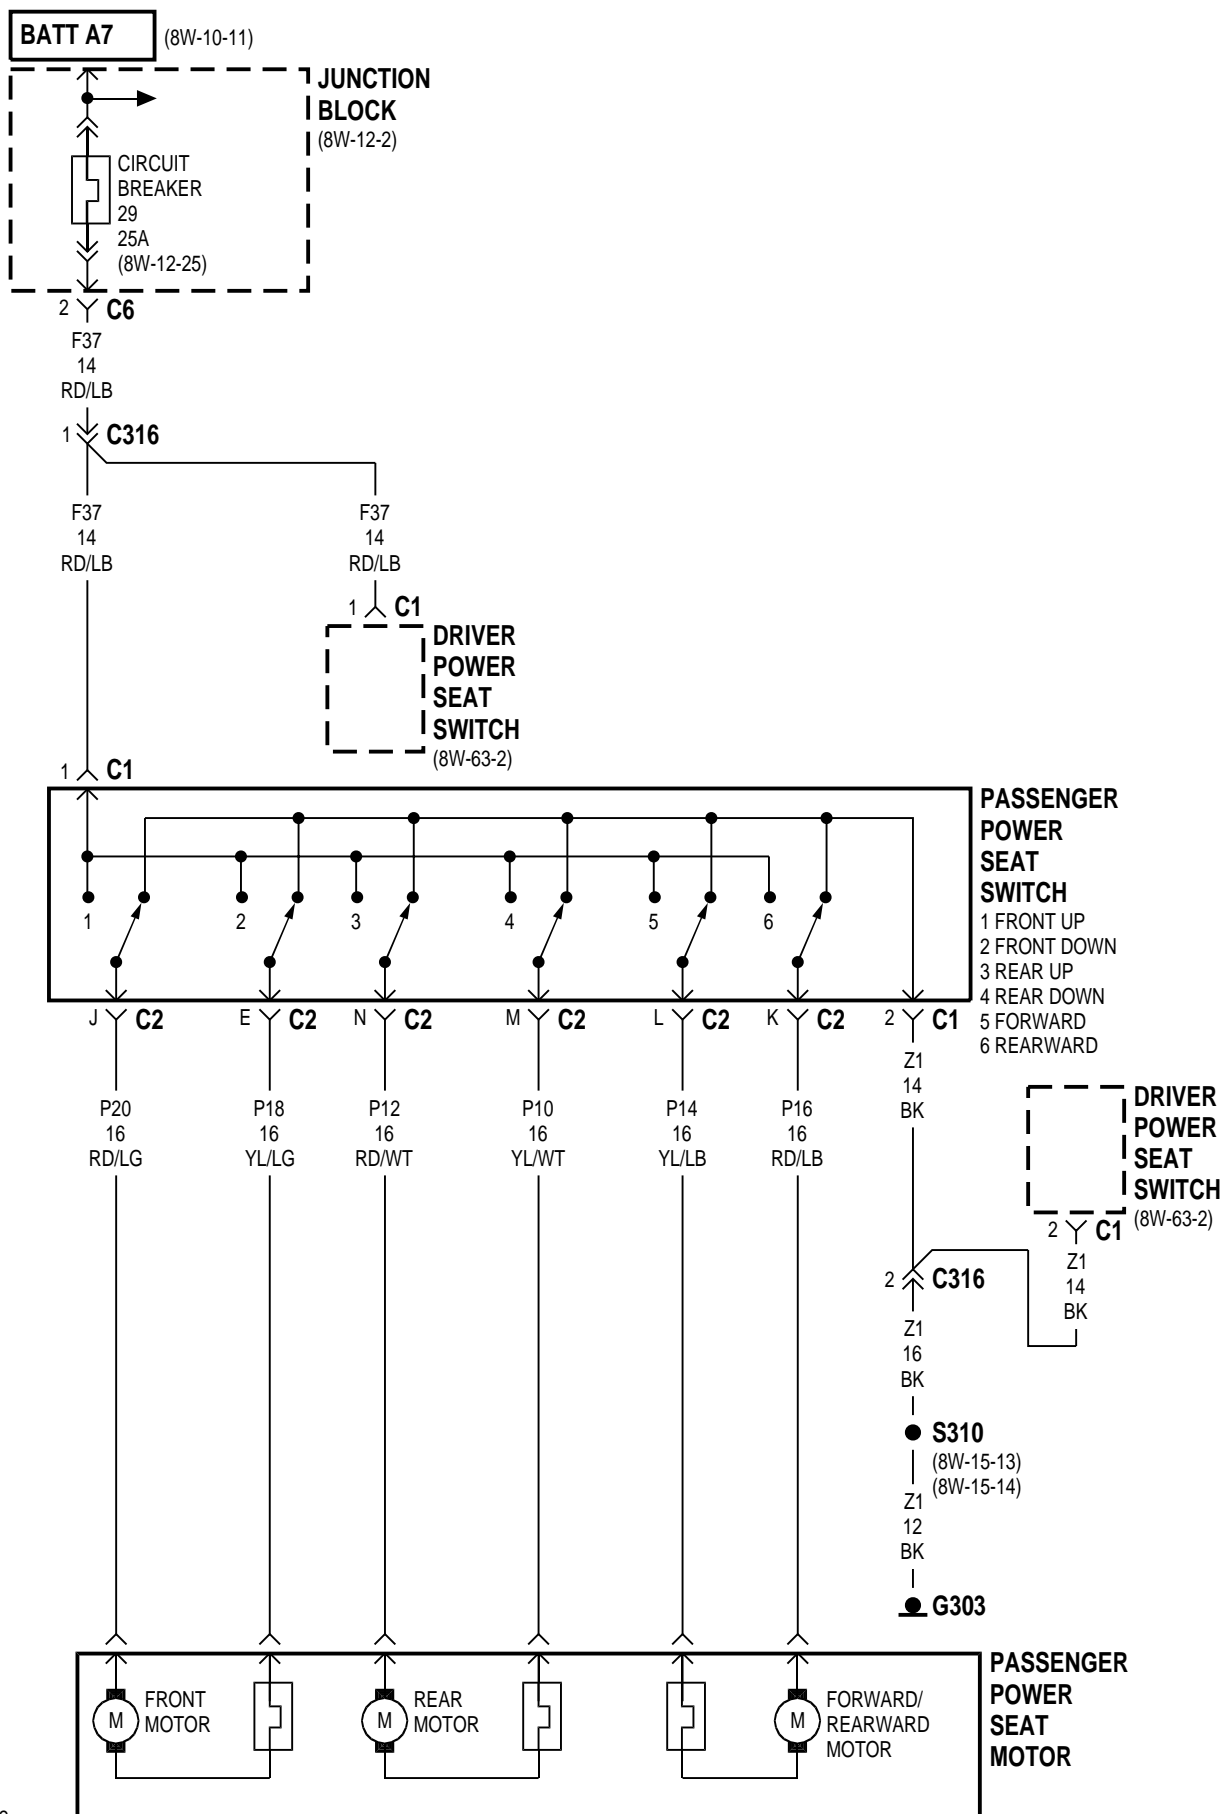 BATT A7 (8W-10-11)
JUNCTION
BLOCK
(8W-12-2)
CIRCUIT
BREAKER
29
25A
(8W-12-25)
2 C6
F37
14
RD/LB
1 C316
F37
14
RD/LB
F37
14
RD/LB
1 C1
DRIVER
POWER
SEAT
SWITCH
(8W-63-2)
1 C1
PASSENGER
POWER
SEAT
SWITCH
1 FRONT UP
2 FRONT DOWN
3 REAR UP
4 REAR DOWN
5 FORWARD
6 REARWARD
1 2 3 4 5 6
J C2 E C2 N C2 M C2 L C2 K C2 2 C1
P20
16
RD/LG
P18
16
YL/LG
P12
16
RD/WT
P10
16
YL/WT
P14
16
YL/LB
P16
16
RD/LB
Z1
14
BK
DRIVER
POWER
SEAT
SWITCH
(8W-63-2)
2 C1
Z1
14
BK
2 C316
Z1
16
BK
S310
(8W-15-13)
(8W-15-14)
Z1
12
BK
G303
PASSENGER
POWER
SEAT
MOTOR
M
FRONT
MOTOR
M
REAR
MOTOR
M
FORWARD/
REARWARD
MOTOR